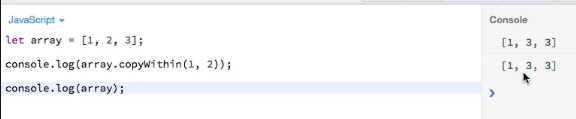 JavaScript
let array = [1, 2, 3];
console.log(array.copyWithin(1, 2));
console.log(array);
Console
[1, 3, 3]
[1, 3, 3]